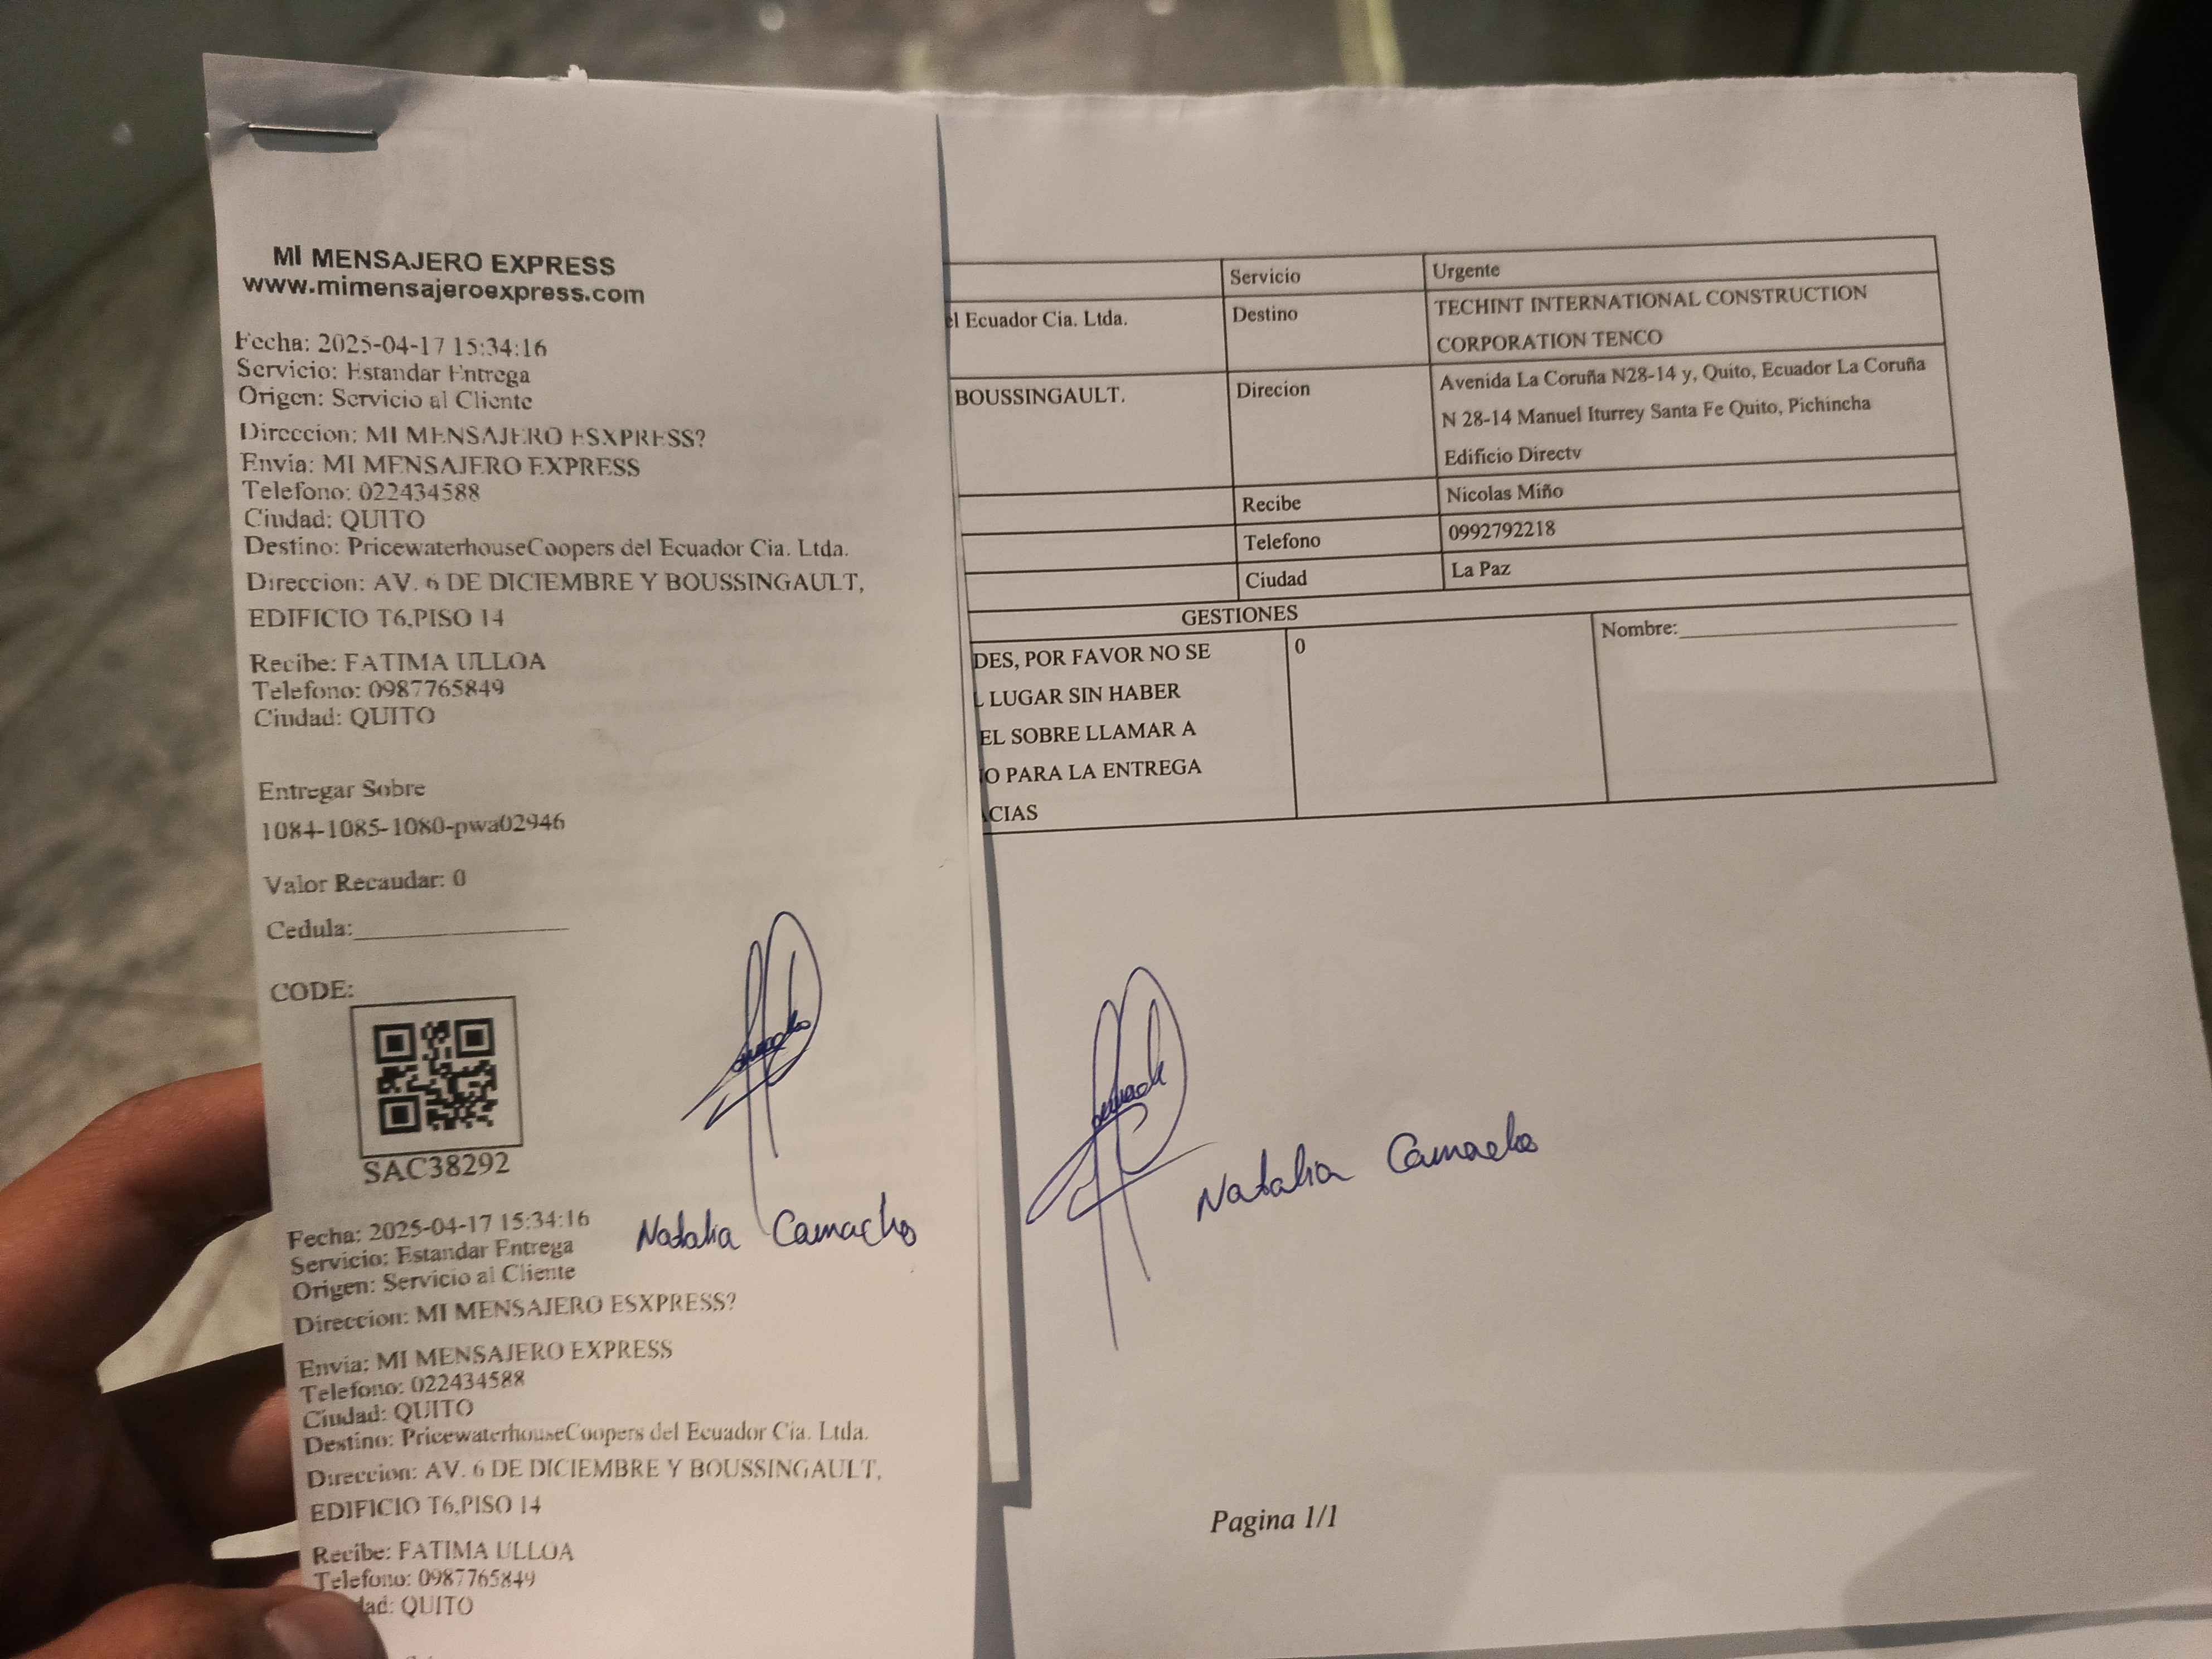 MI MENSAJERO EXPRESS
www.mimensajeroexpress.com
Fecha: 2025-04-17 15:34:16
Servicio: Estandar Entrega
Origen: Servicio al Cliente
Direccion: MI MENSAJERO ESXPRESS?
Envia: MI MENSAJERO EXPRESS
Telefono: 022434588
Ciudad: QUITO
Destino: PricewaterhouseCoopers del Ecuador Cia. Ltda.
Direccion: AV. 6 DE DICIEMBRE Y BOUSSINGAULT,
EDIFICIO T6,PISO 14
Recibe: FATIMA ULLOA
Telefono: 0987765849
Ciudad: QUITO
Entregar Sobre
1084-1085-1080-pwa02946
Valor Recaudar: 0
Cedula:
CODE:
SAC38292
Natalia Camacho
Fecha: 2025-04-17 15:34:16
Servicio: Estandar Entrega
Origen: Servicio al Cliente
Direccion: MI MENSAJERO ESXPRESS?
Envia: MI MENSAJERO EXPRESS
Telefono: 022434588
Ciudad: QUITO
Destino: PricewaterhouseCoopers del Ecuador Cia. Ltda.
Direccion: AV. 6 DE DICIEMBRE Y BOUSSINGAULT,
EDIFICIO T6,PISO 14
Recibe: FATIMA ULLOA
Telefono: 0987765849
dad: QUITO
Servicio Urgente
el Ecuador Cia. Ltda. Destino TECHINT INTERNATIONAL CONSTRUCTION
CORPORATION TENCO
BOUSSINGAULT. Direcion Avenida La Coruña N28-14 y, Quito, Ecuador La Coruña
N 28-14 Manuel Iturrey Santa Fe Quito, Pichincha
Edificio Directv
Recibe Nicolas Miño
Telefono 0992792218
Ciudad La Paz
GESTIONES
DES, POR FAVOR NO SE 0 Nombre:
L LUGAR SIN HABER
EL SOBRE LLAMAR A
O PARA LA ENTREGA
ACIAS
Natalia Camacho
Pagina 1/1